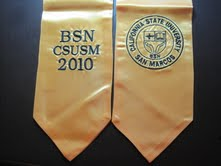 BSN
CSUSM
2010
CALIFORNIA STATE UNIVERSITY
SAN MARCOS